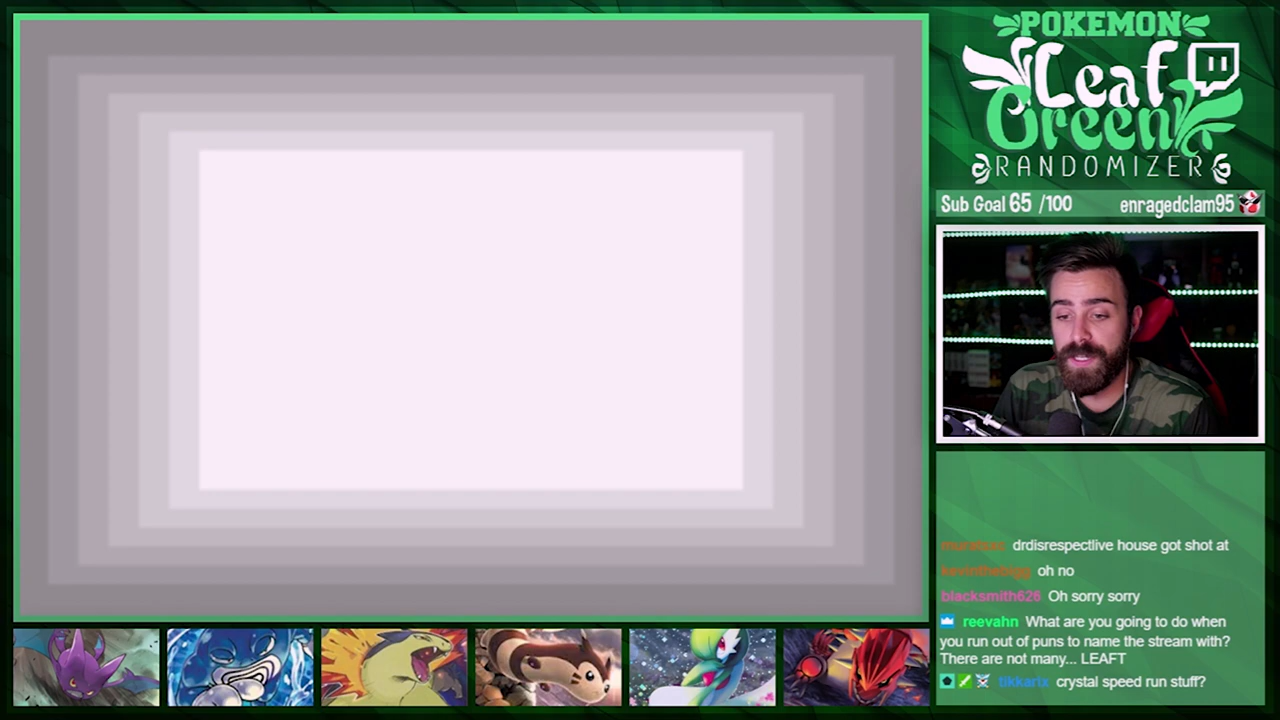 POKEMON
Leaf
Green
RANDOMIZER
Sub Goal 65 /100 enragedclam95
drdisrespectlive house got shot at
kevinthebigg oh no
blacksmith626 Oh sorry sorry
reevahn What are you going to do when
you run out of puns to name the stream with?
There are not many... LEAFT
tikkarix crystal speed run stuff?